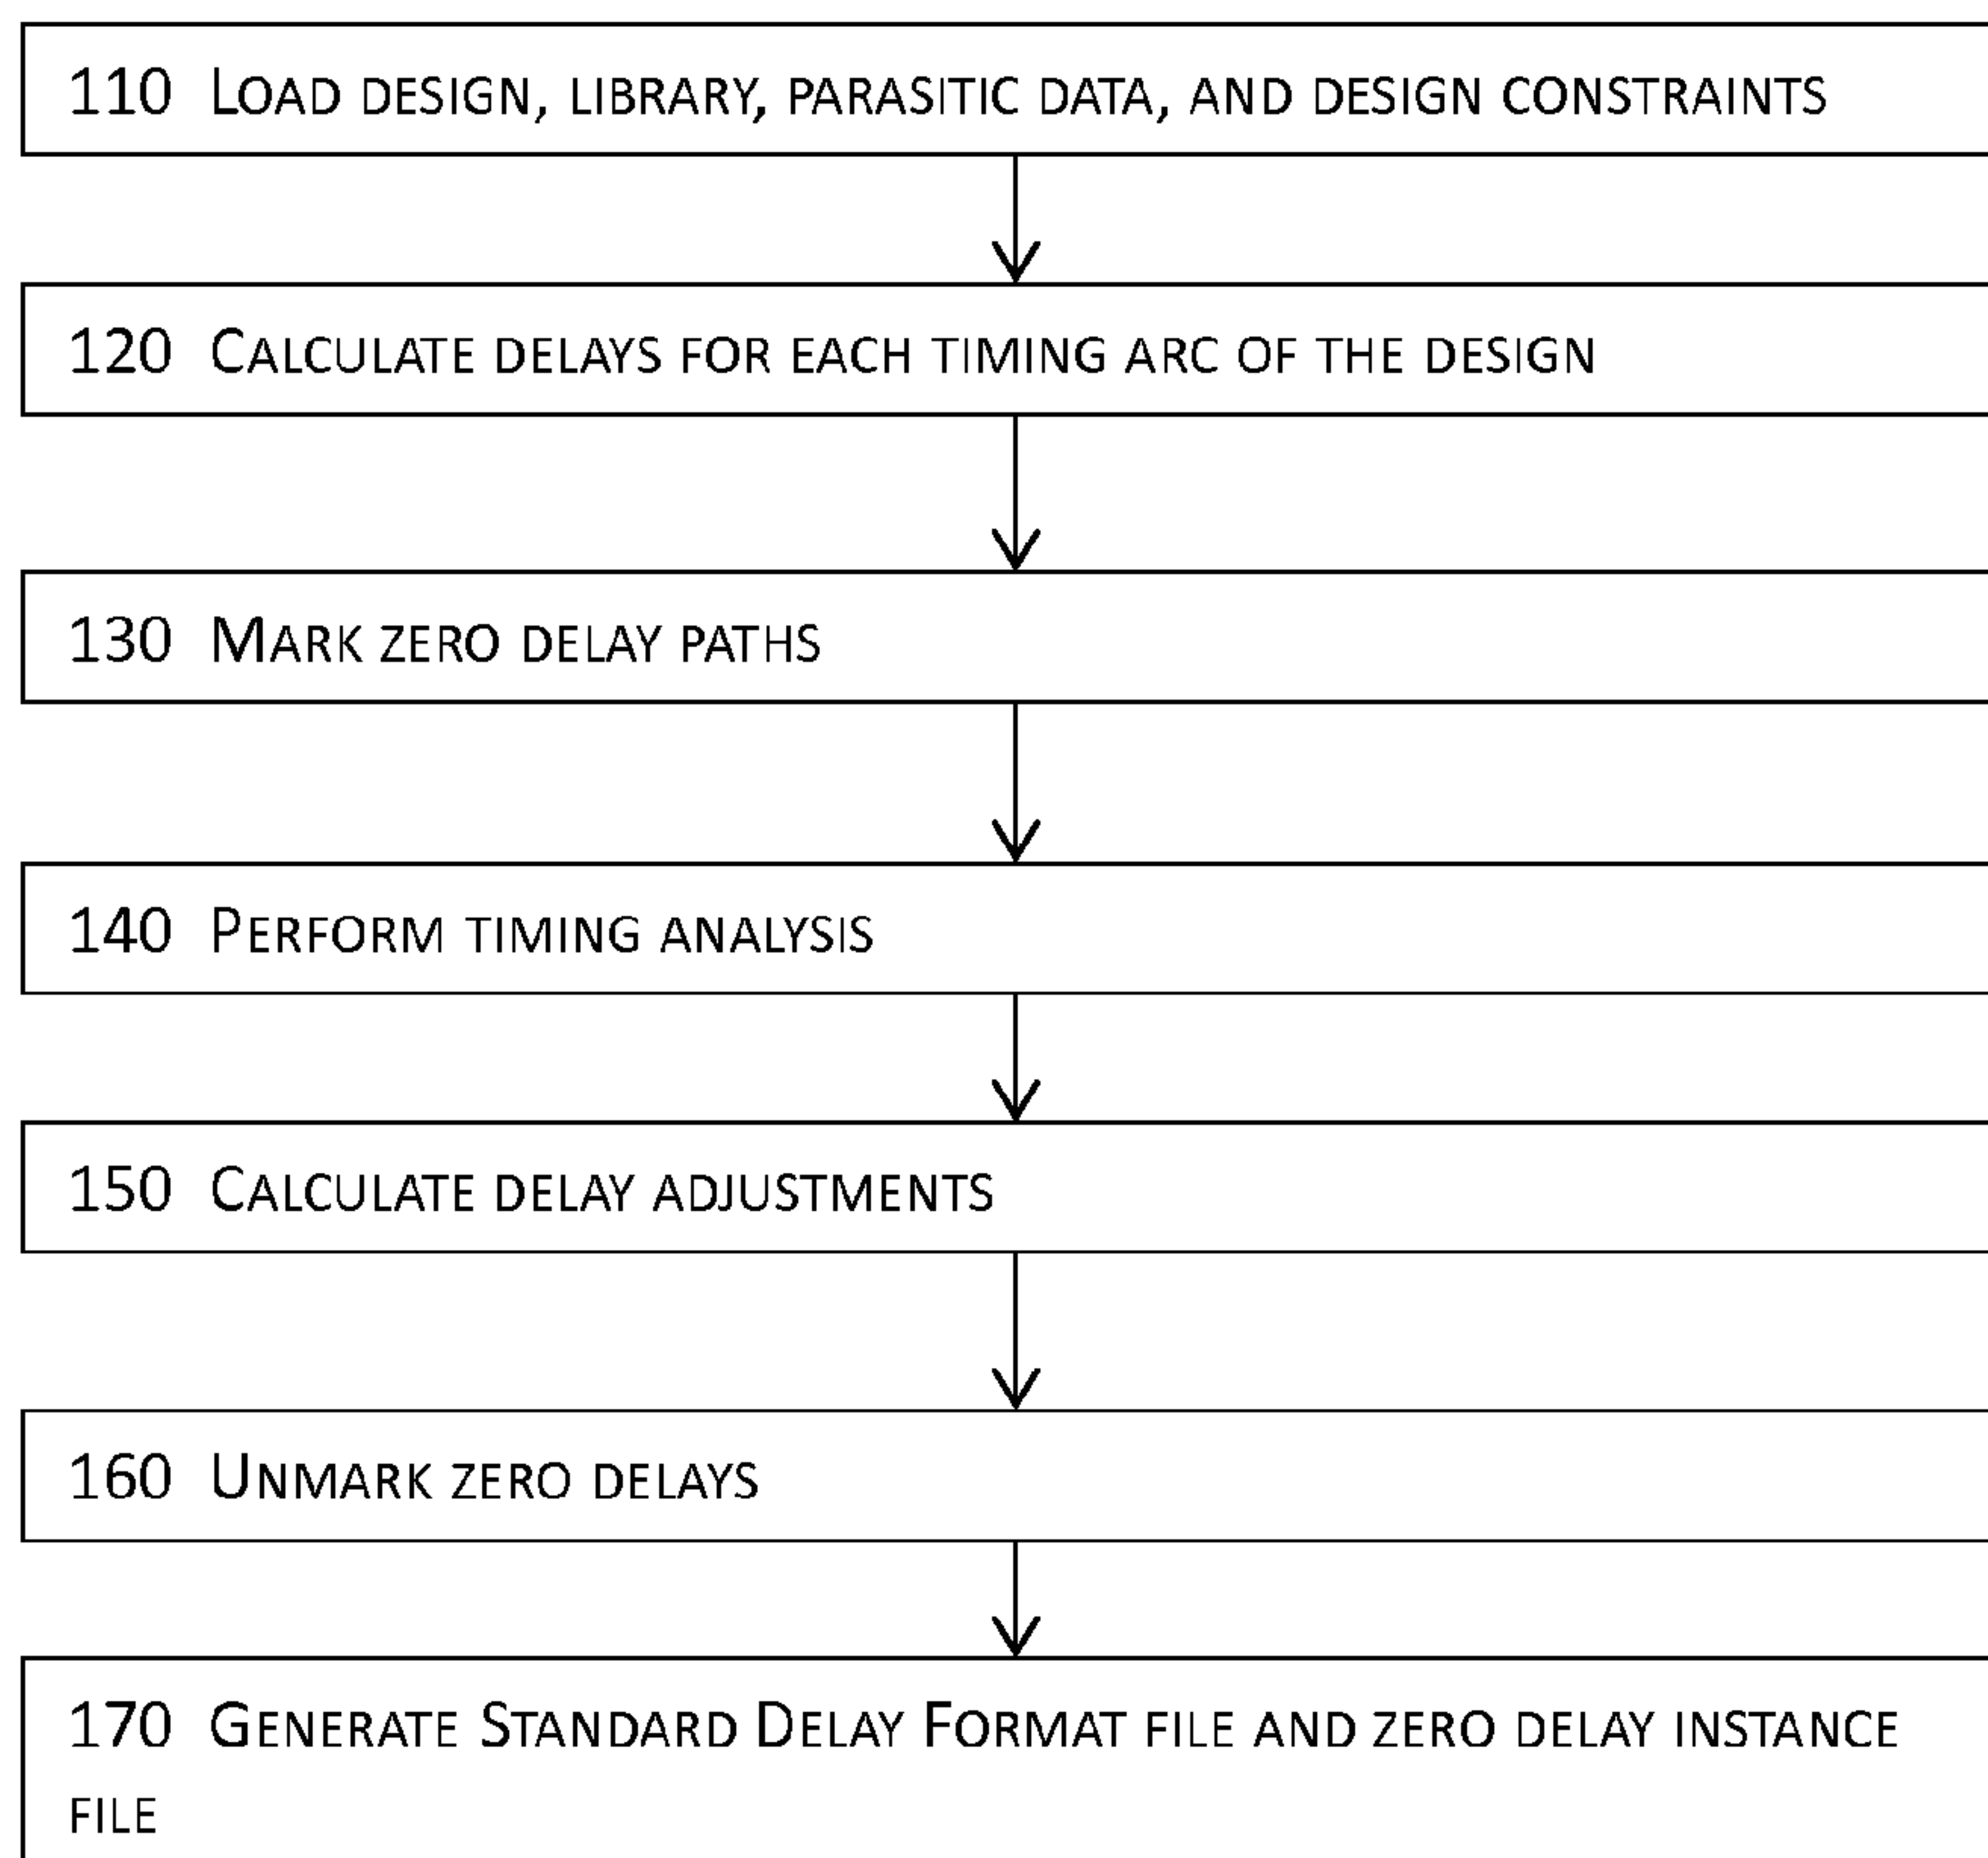 110 Load design, library, parasitic data, and design constraints
120 Calculate delays for each timing arc of the design
130 Mark zero delay paths
140 Perform timing analysis
150 Calculate delay adjustments
160 Unmark zero delays
170 Generate Standard Delay Format file and zero delay instance
file